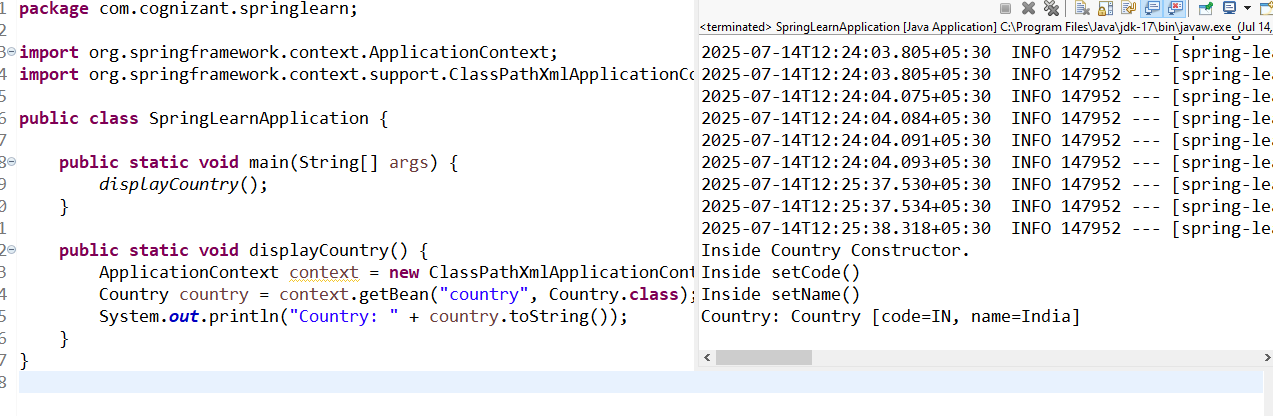 1 package com.cognizant.springlearn;
2
3 import org.springframework.context.ApplicationContext;
4 import org.springframework.context.support.ClassPathXmlApplicationCo
5
6 public class SpringLearnApplication {
7
8 public static void main(String[] args) {
9 displayCountry();
0 }
1
2 public static void displayCountry() {
3 ApplicationContext context = new ClassPathXmlApplicationCont
4 Country country = context.getBean("country", Country.class);
5 System.out.println("Country: " + country.toString());
6 }
7 }
8
<terminated> SpringLearnApplication [Java Application] C:\Program Files\Java\jdk-17\bin\javaw.exe (Jul 14,
2025-07-14T12:24:03.805+05:30 INFO 147952 --- [spring-lea
2025-07-14T12:24:03.805+05:30 INFO 147952 --- [spring-lea
2025-07-14T12:24:04.075+05:30 INFO 147952 --- [spring-lea
2025-07-14T12:24:04.084+05:30 INFO 147952 --- [spring-lea
2025-07-14T12:24:04.091+05:30 INFO 147952 --- [spring-lea
2025-07-14T12:24:04.093+05:30 INFO 147952 --- [spring-lea
2025-07-14T12:25:37.530+05:30 INFO 147952 --- [spring-lea
2025-07-14T12:25:37.534+05:30 INFO 147952 --- [spring-lea
2025-07-14T12:25:38.318+05:30 INFO 147952 --- [spring-lea
Inside Country Constructor.
Inside setCode()
Inside setName()
Country: Country [code=IN, name=India]